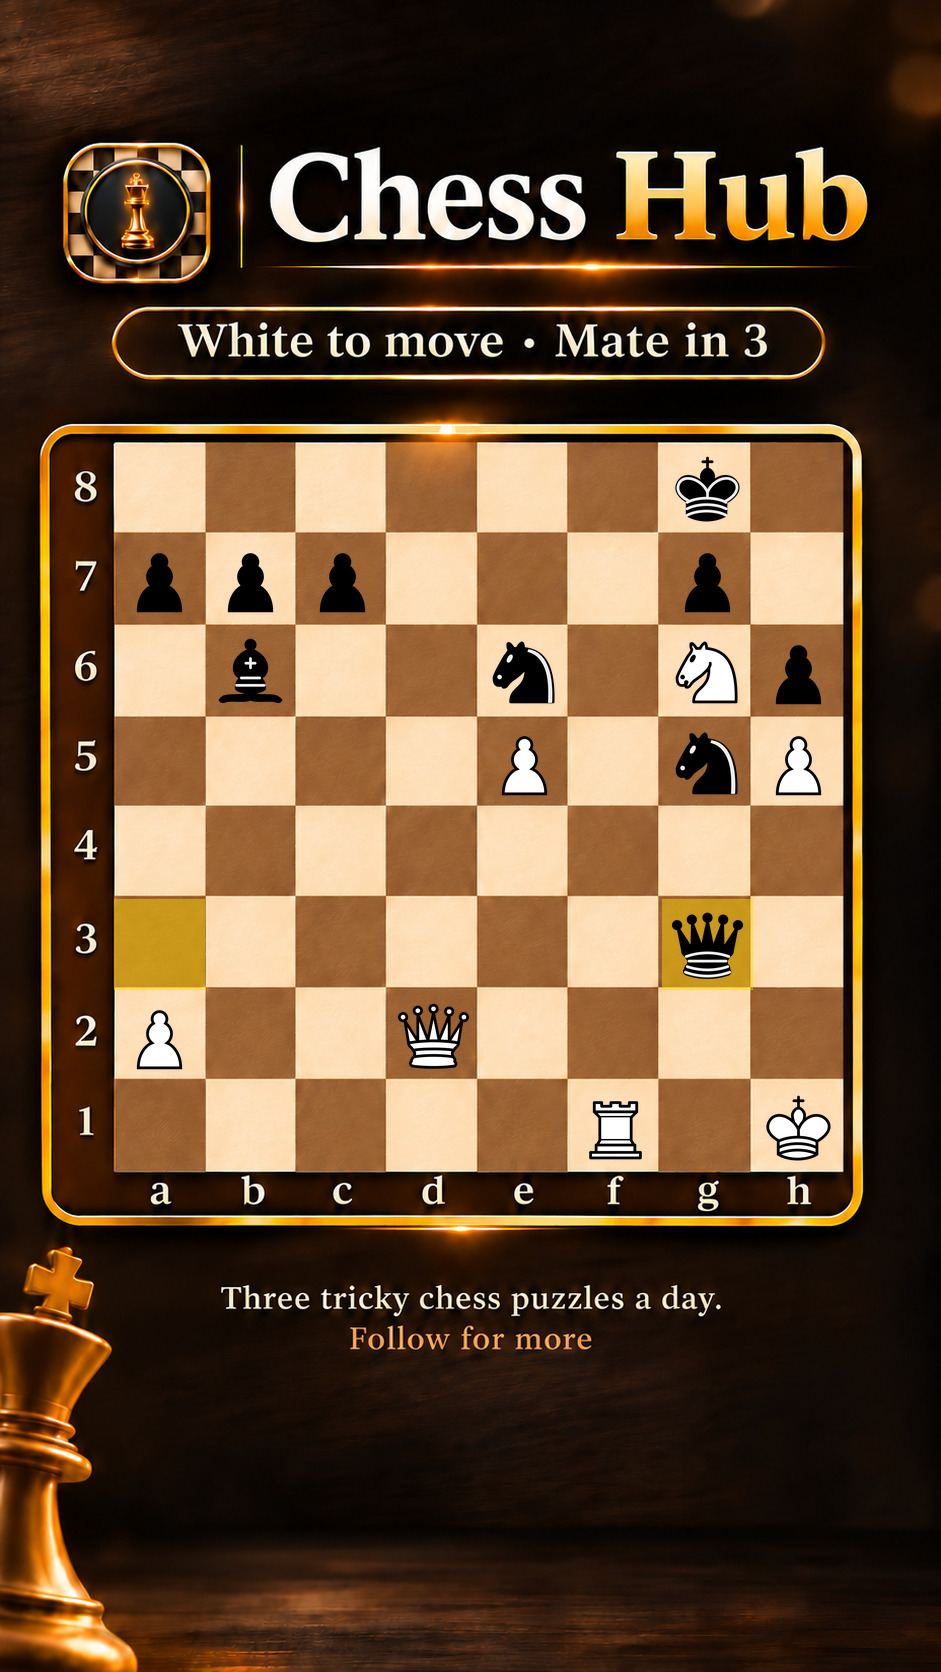 Chess Hub
White to move • Mate in 3
8
7
6
5
4
3
2
1
a b c d e f g h
Three tricky chess puzzles a day.
Follow for more